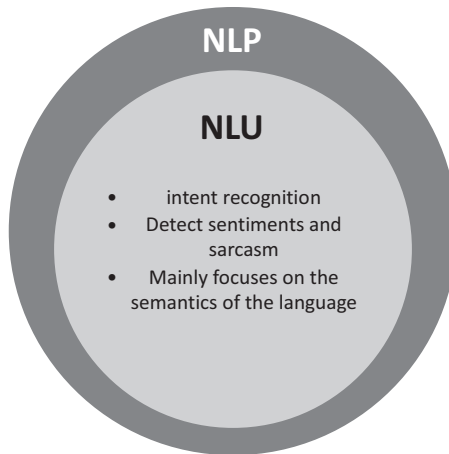 NLP
NLU
• intent recognition
• Detect sentiments and
sarcasm
• Mainly focuses on the
semantics of the language